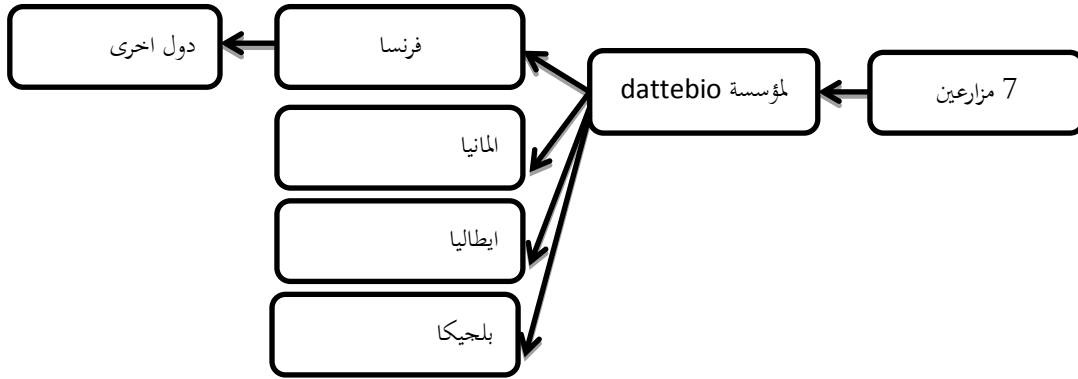 7 مزارعين
لمؤسسة dattebio
فرنسا
دول اخرى
المانيا
ايطاليا
بلجيكا